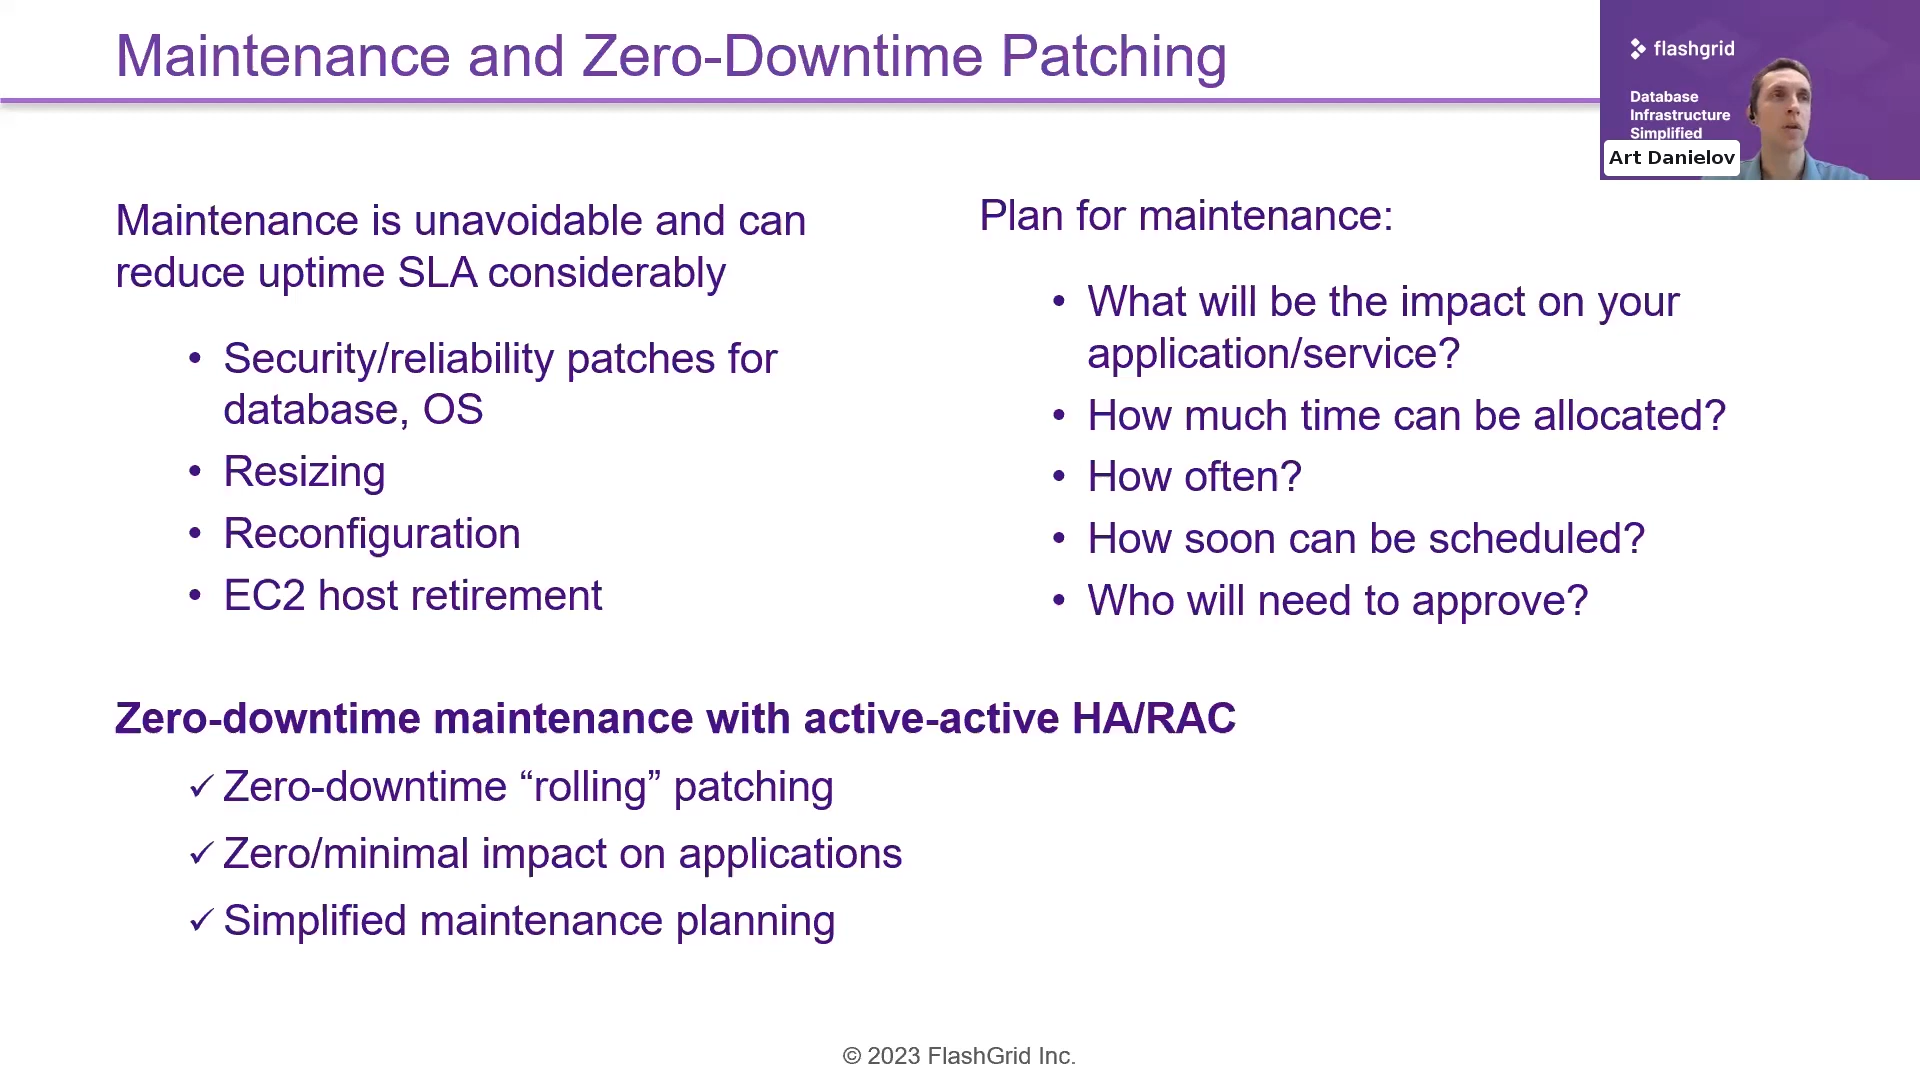 Maintenance and Zero-Downtime Patching
flashgrid
Database
Infrastructure
Simplified
Art Danielov
Maintenance is unavoidable and can
reduce uptime SLA considerably
• Security/reliability patches for
database, OS
• Resizing
• Reconfiguration
• EC2 host retirement
Plan for maintenance:
• What will be the impact on your
application/service?
• How much time can be allocated?
• How often?
• How soon can be scheduled?
• Who will need to approve?
Zero-downtime maintenance with active-active HA/RAC
✓ Zero-downtime “rolling” patching
✓ Zero/minimal impact on applications
✓ Simplified maintenance planning
© 2023 FlashGrid Inc.